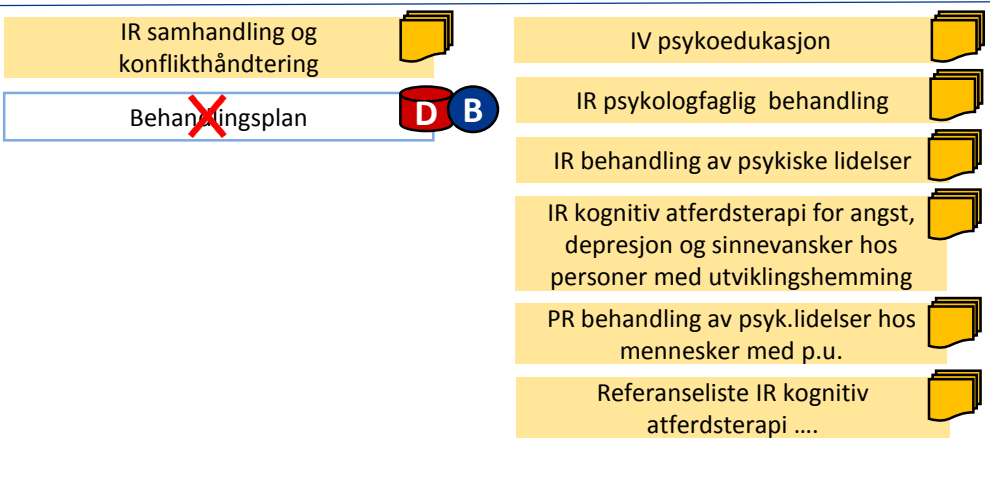 IR samhandling og
konflikthåndtering
Behandlingsplan
D
B
IV psykoedukasjon
IR psykologfaglig behandling
IR behandling av psykiske lidelser
IR kognitiv atferdsterapi for angst,
depresjon og sinnevansker hos
personer med utviklingshemming
PR behandling av psyk.lidelser hos
mennesker med p.u.
Referanseliste IR kognitiv
atferdsterapi ....